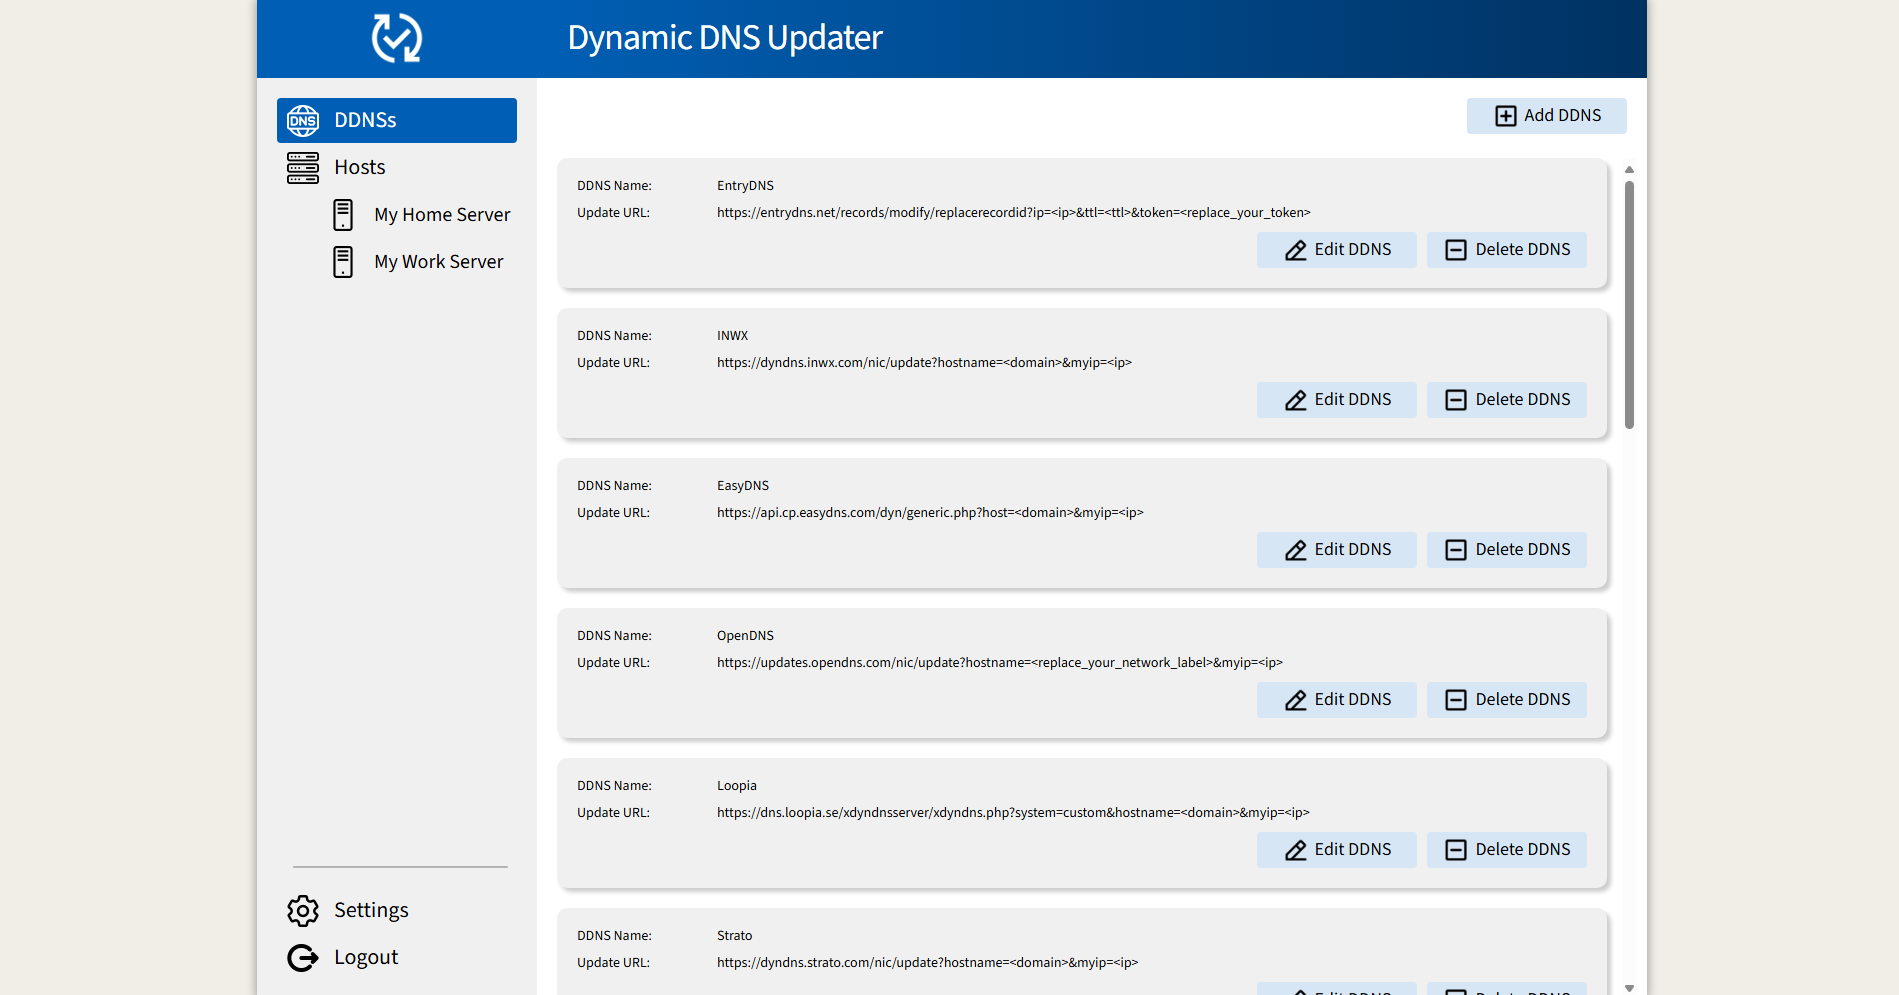 Dynamic DNS Updater
DNS DDNSs
Hosts
My Home Server
My Work Server
Settings
Logout
Add DDNS
DDNS Name: EntryDNS
Update URL: https://entrydns.net/records/modify/replacerecordid?ip=<ip>&ttl=<ttl>&token=<replace_your_token>
Edit DDNS Delete DDNS
DDNS Name: INWX
Update URL: https://dyndns.inwx.com/nic/update?hostname=<domain>&myip=<ip>
Edit DDNS Delete DDNS
DDNS Name: EasyDNS
Update URL: https://api.cp.easydns.com/dyn/generic.php?host=<domain>&myip=<ip>
Edit DDNS Delete DDNS
DDNS Name: OpenDNS
Update URL: https://updates.opendns.com/nic/update?hostname=<replace_your_network_label>&myip=<ip>
Edit DDNS Delete DDNS
DDNS Name: Loopia
Update URL: https://dns.loopia.se/xdyndnsserver/xdyndns.php?system=custom&hostname=<domain>&myip=<ip>
Edit DDNS Delete DDNS
DDNS Name: Strato
Update URL: https://dyndns.strato.com/nic/update?hostname=<domain>&myip=<ip>
Edit DDNS Delete DDNS